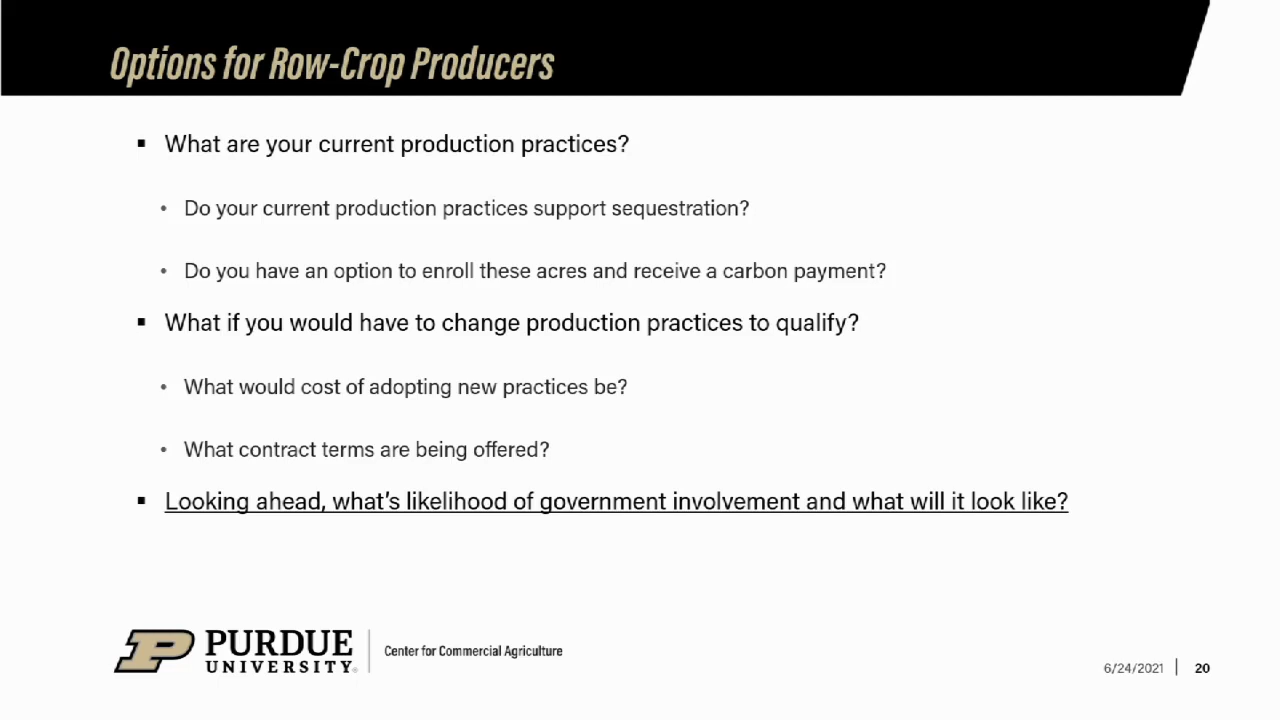 Options for Row-Crop Producers
▪ What are your current production practices?
• Do your current production practices support sequestration?
• Do you have an option to enroll these acres and receive a carbon payment?
▪ What if you would have to change production practices to qualify?
• What would cost of adopting new practices be?
• What contract terms are being offered?
▪ Looking ahead, what’s likelihood of government involvement and what will it look like?
P PURDUE
UNIVERSITY®
Center for Commercial Agriculture
6/24/2021 | 20